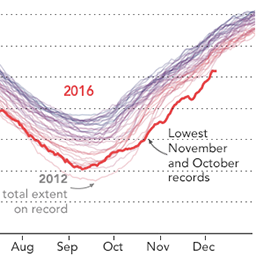 2016
Lowest
November
and October
records
2012
total extent
on record
Aug Sep Oct Nov Dec